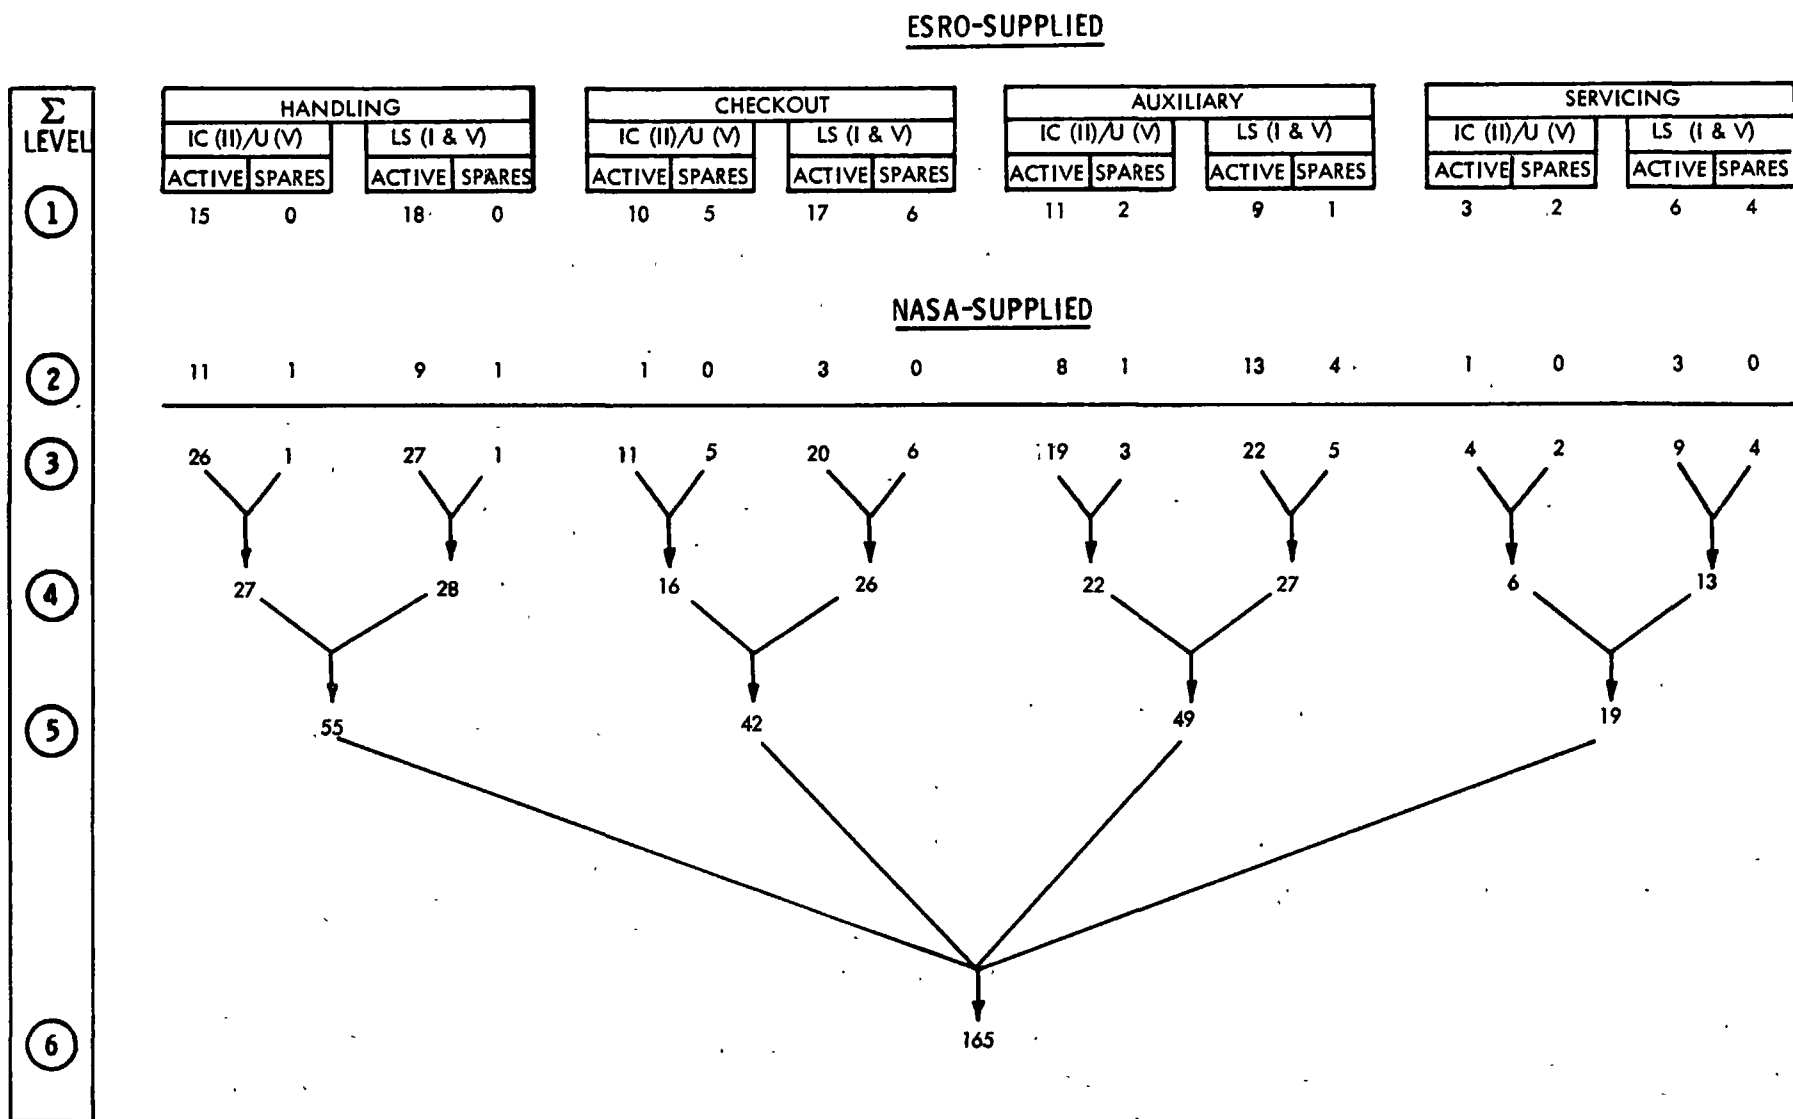 ESRO-SUPPLIED
Σ LEVEL
HANDLING CHECKOUT AUXILIARY SERVICING
IC (II)/U (V) LS (I & V) IC (II)/U (V) LS (I & V) IC (II)/U (V) LS (I & V) IC (II)/U (V) LS (I & V)
ACTIVE SPARES ACTIVE SPARES ACTIVE SPARES ACTIVE SPARES ACTIVE SPARES ACTIVE SPARES ACTIVE SPARES ACTIVE SPARES
1 15 0 18 0 10 5 17 6 11 2 9 1 3 2 6 4
NASA-SUPPLIED
2 11 1 9 1 1 0 3 0 8 1 13 4 1 0 3 0
3 26 1 27 1 11 5 20 6 19 3 22 5 4 2 9 4
4 27 28 16 26 22 27 6 13
5 55 42 49 19
6 165